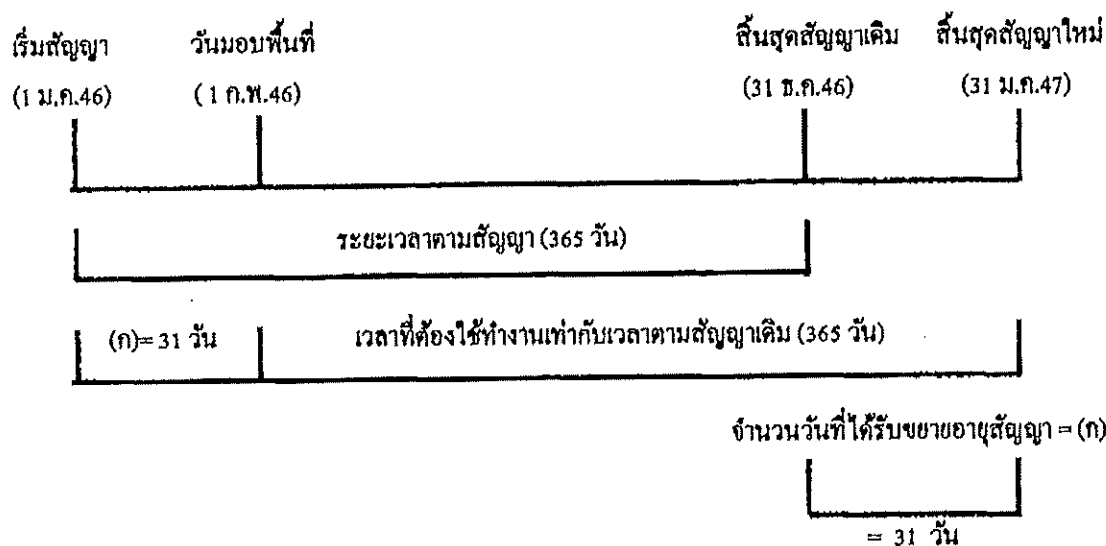 เริ่มสัญญา วันมอบพื้นที่ สิ้นสุดสัญญาเดิม สิ้นสุดสัญญาใหม่
(1 ม.ค.46) (1 ก.พ.46) (31 ธ.ค.46) (31 ม.ค.47)
ระยะเวลาตามสัญญา (365 วัน)
(ก)= 31 วัน เวลาที่ต้องใช้ทำงานเท่ากับเวลาตามสัญญาเดิม (365 วัน)
จำนวนวันที่ได้รับขยายอายุสัญญา = (ก)
= 31 วัน